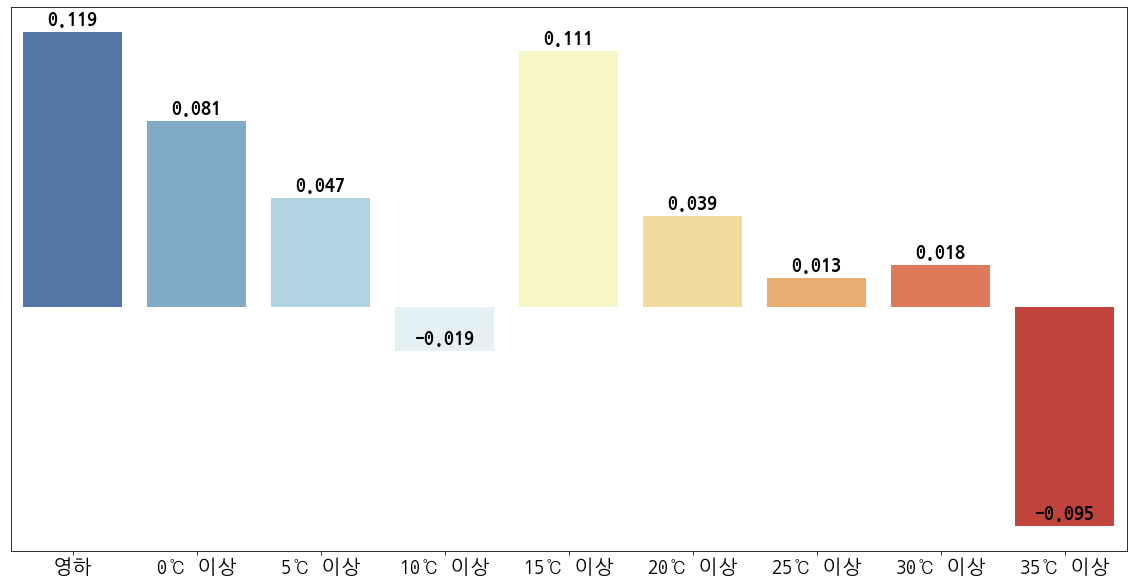 0.119
0.081
0.047
-0.019
0.111
0.039
0.013
0.018
-0.095
영하
0℃ 이상
5℃ 이상
10℃ 이상
15℃ 이상
20℃ 이상
25℃ 이상
30℃ 이상
35℃ 이상